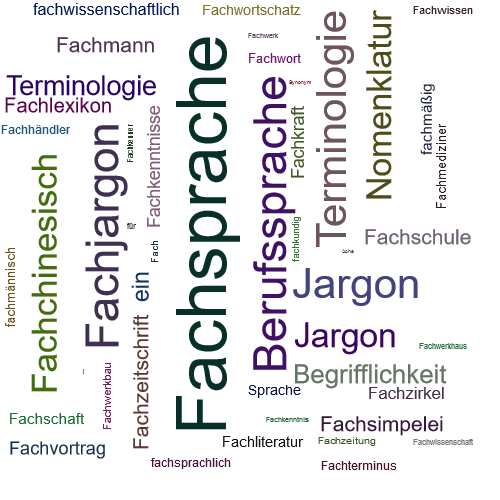 fachwissenschaftlich
Fachwortschatz
Fachwissen
Fachmann
Fachwerk
Fachwort
Terminologie
Fachlexikon
Fachhändler
Fachkenner
Fachkenntnisse
Fachsprache
Berufssprache
Synonym
Fachkraft
Terminologie
Nomenklatur
fachmäßig
Fachmediziner
Fachchinesisch
Fachjargon
für
Fach
fachkundig
Fachschule
fachmännisch
ein
Jargon
Jargon
Fachwerkhaus
Begrifflichkeit
Fachwerkbau
Fachzeitschrift
Sprache
Fachzirkel
Fachschaft
Fachkenntnis
Fachsimpelei
Fachvortrag
Fachliteratur
Fachzeitung
Fachwissenschaft
fachsprachlich
Fachterminus